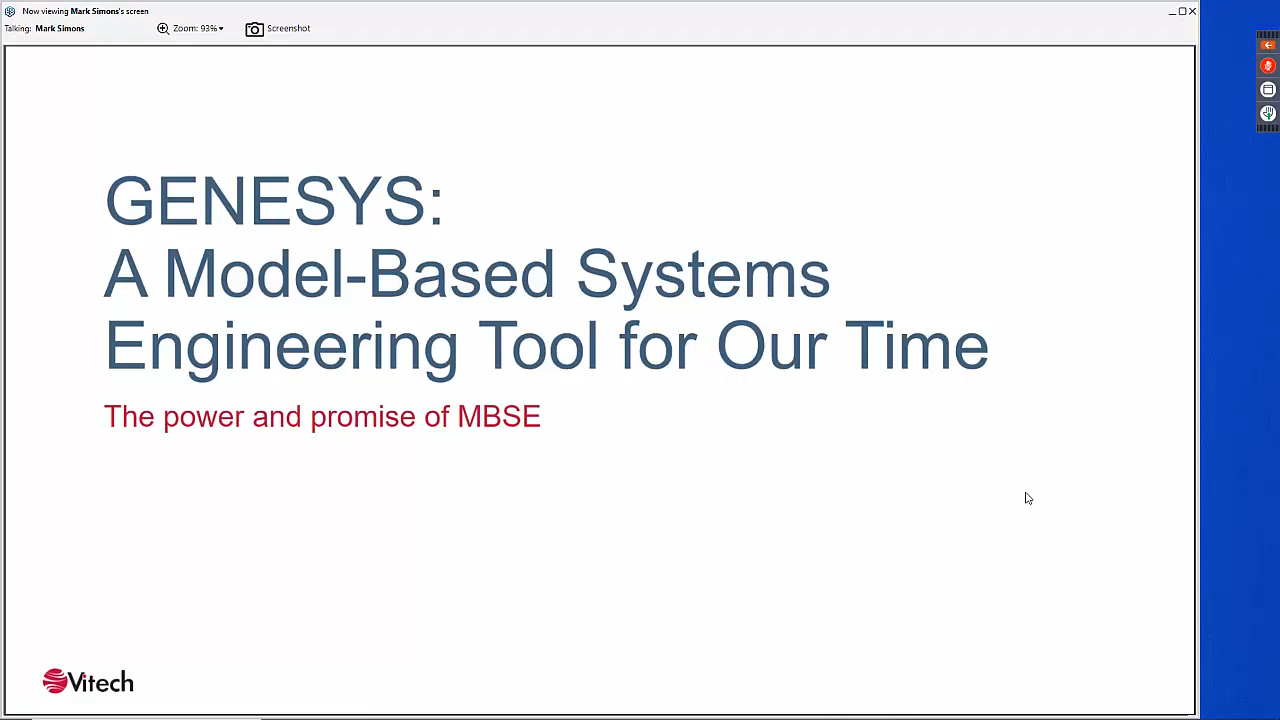 Now viewing Mark Simons's screen
Talking: Mark Simons
Zoom: 93%
Screenshot
GENESYS:
A Model-Based Systems
Engineering Tool for Our Time
The power and promise of MBSE
Vitech